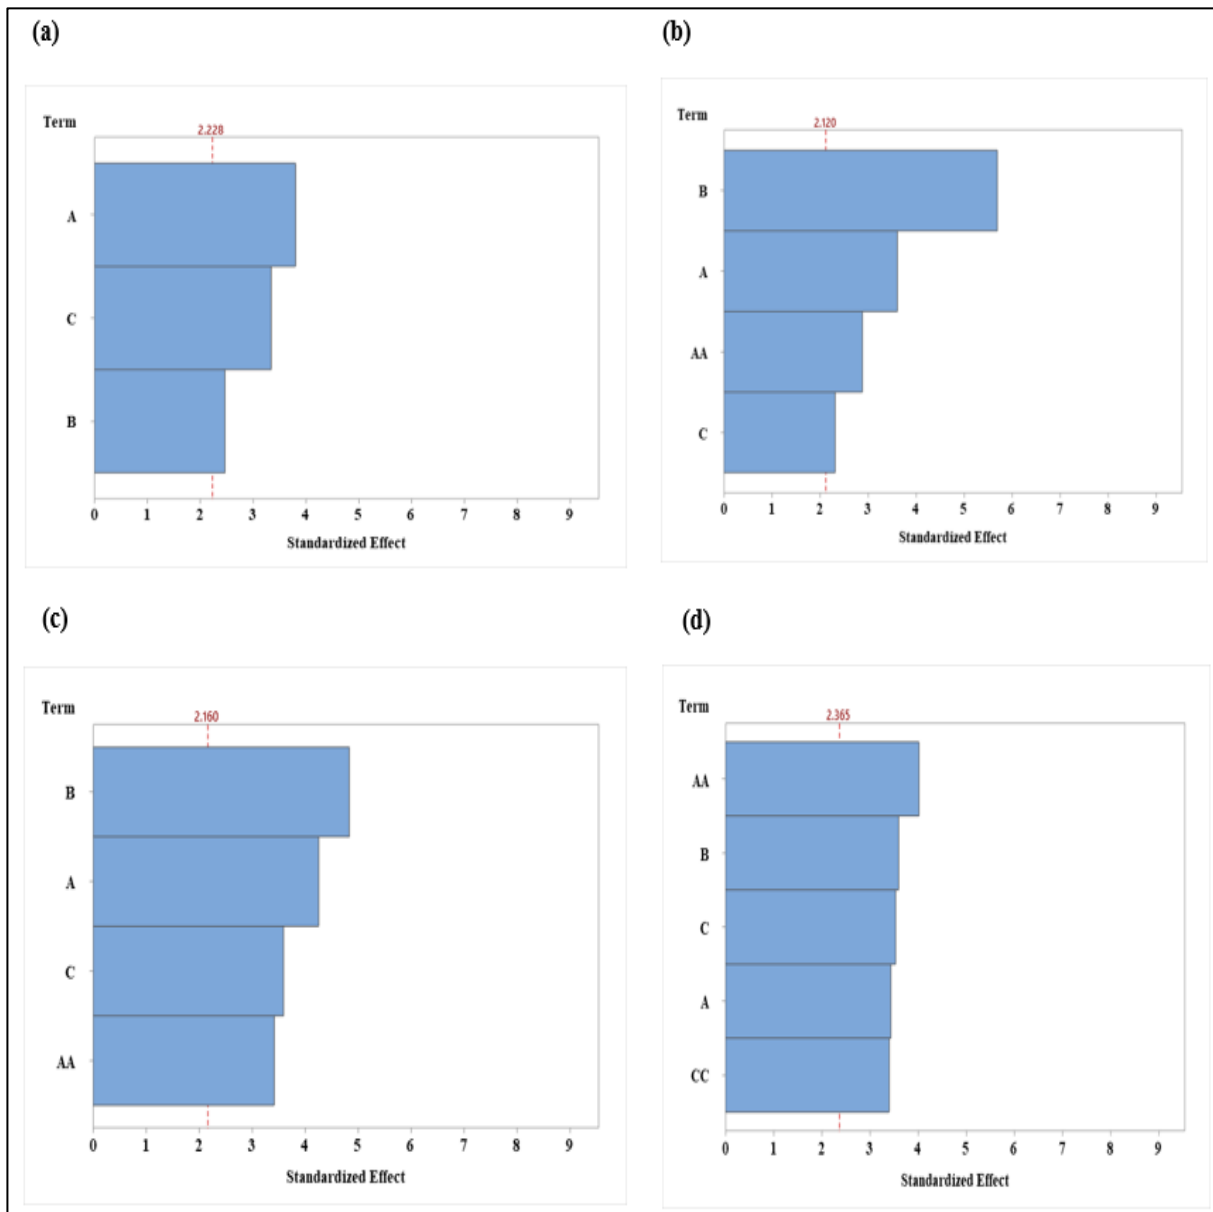 (a)
Term
2.228
A
C
B
0 1 2 3 4 5 6 7 8 9
Standardized Effect
(b)
Term
2.120
B
A
AA
C
0 1 2 3 4 5 6 7 8 9
Standardized Effect
(c)
Term
2.160
B
A
C
AA
0 1 2 3 4 5 6 7 8 9
Standardized Effect
(d)
Term
2.365
AA
B
C
A
CC
0 1 2 3 4 5 6 7 8 9
Standardized Effect